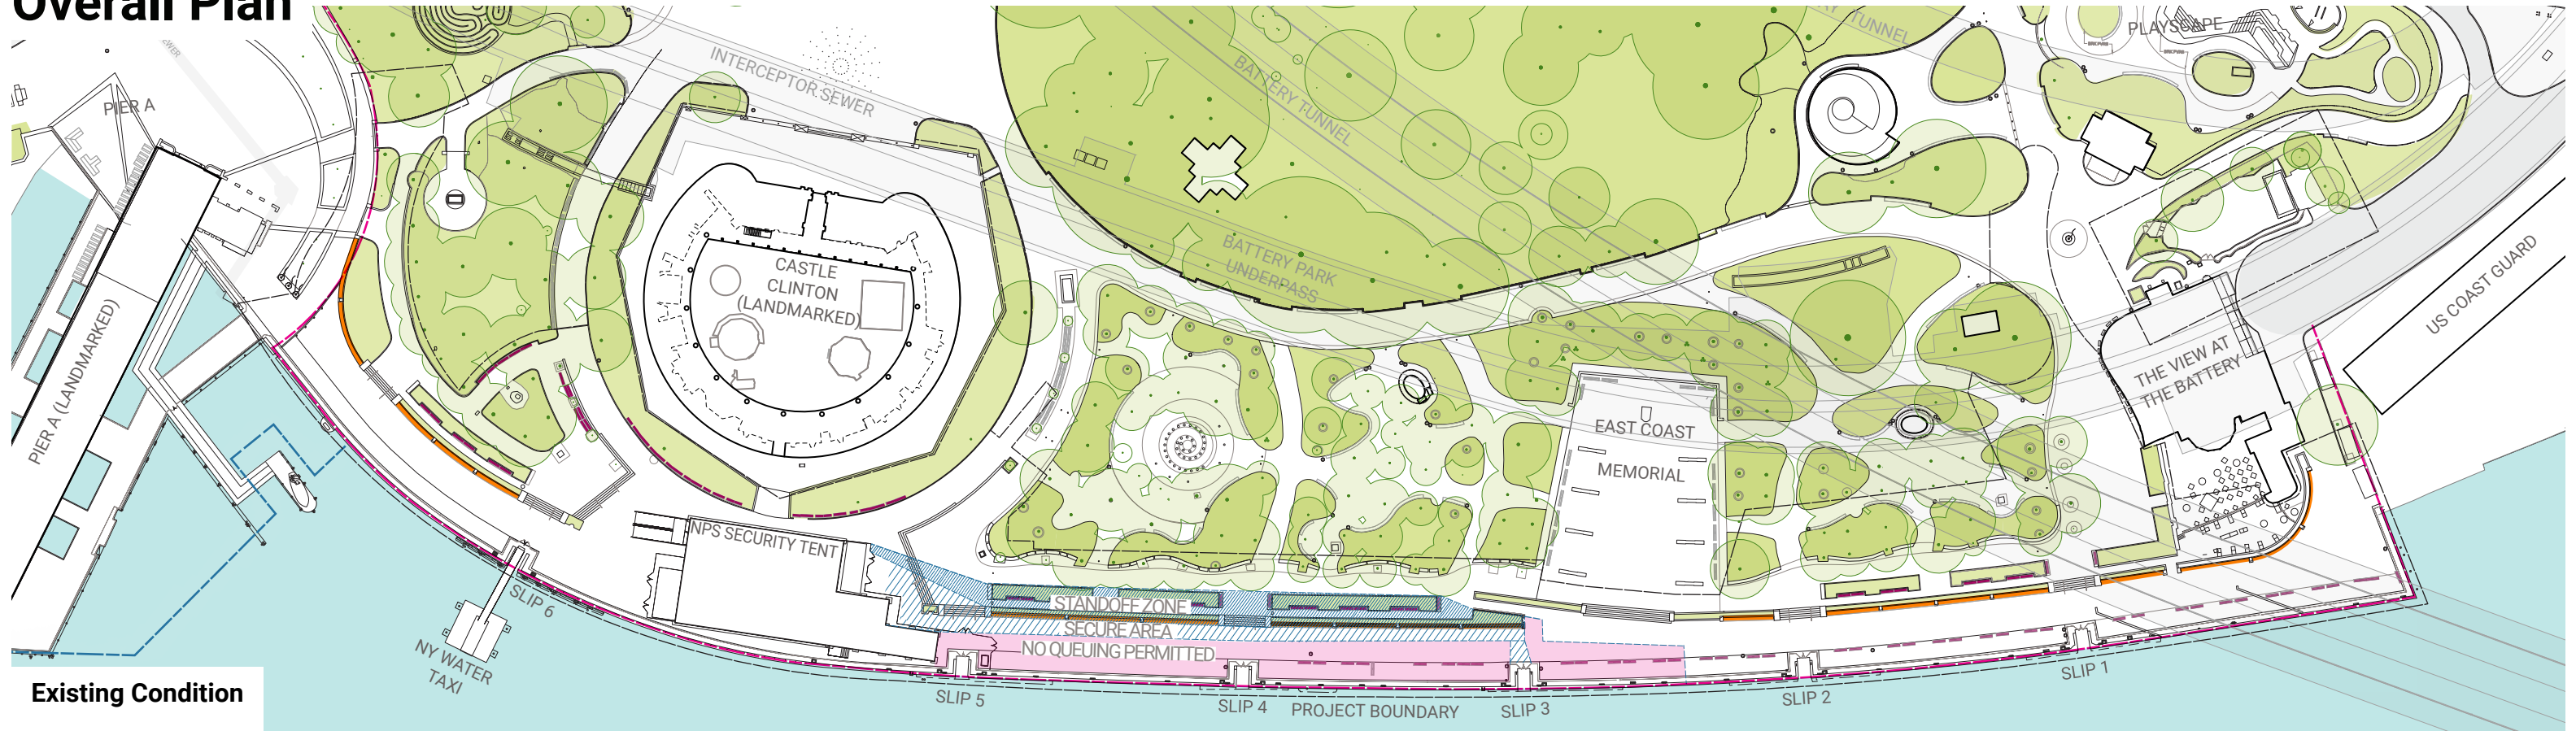 Overall Plan
PIER A
SEWER
INTERCEPTOR SEWER
BATTERY TUNNEL
TUNNEL
PLAYSCAPE
CASTLE
CLINTON
(LANDMARKED)
BATTERY PARK
UNDERPASS
PIER A (LANDMARKED)
US COAST GUARD
THE VIEW AT
THE BATTERY
EAST COAST
MEMORIAL
NPS SECURITY TENT
STANDOFF ZONE
SECURE AREA
NO QUEUING PERMITTED
SLIP 6
NY WATER
TAXI
SLIP 5
SLIP 4
PROJECT BOUNDARY
SLIP 3
SLIP 2
SLIP 1
Existing Condition